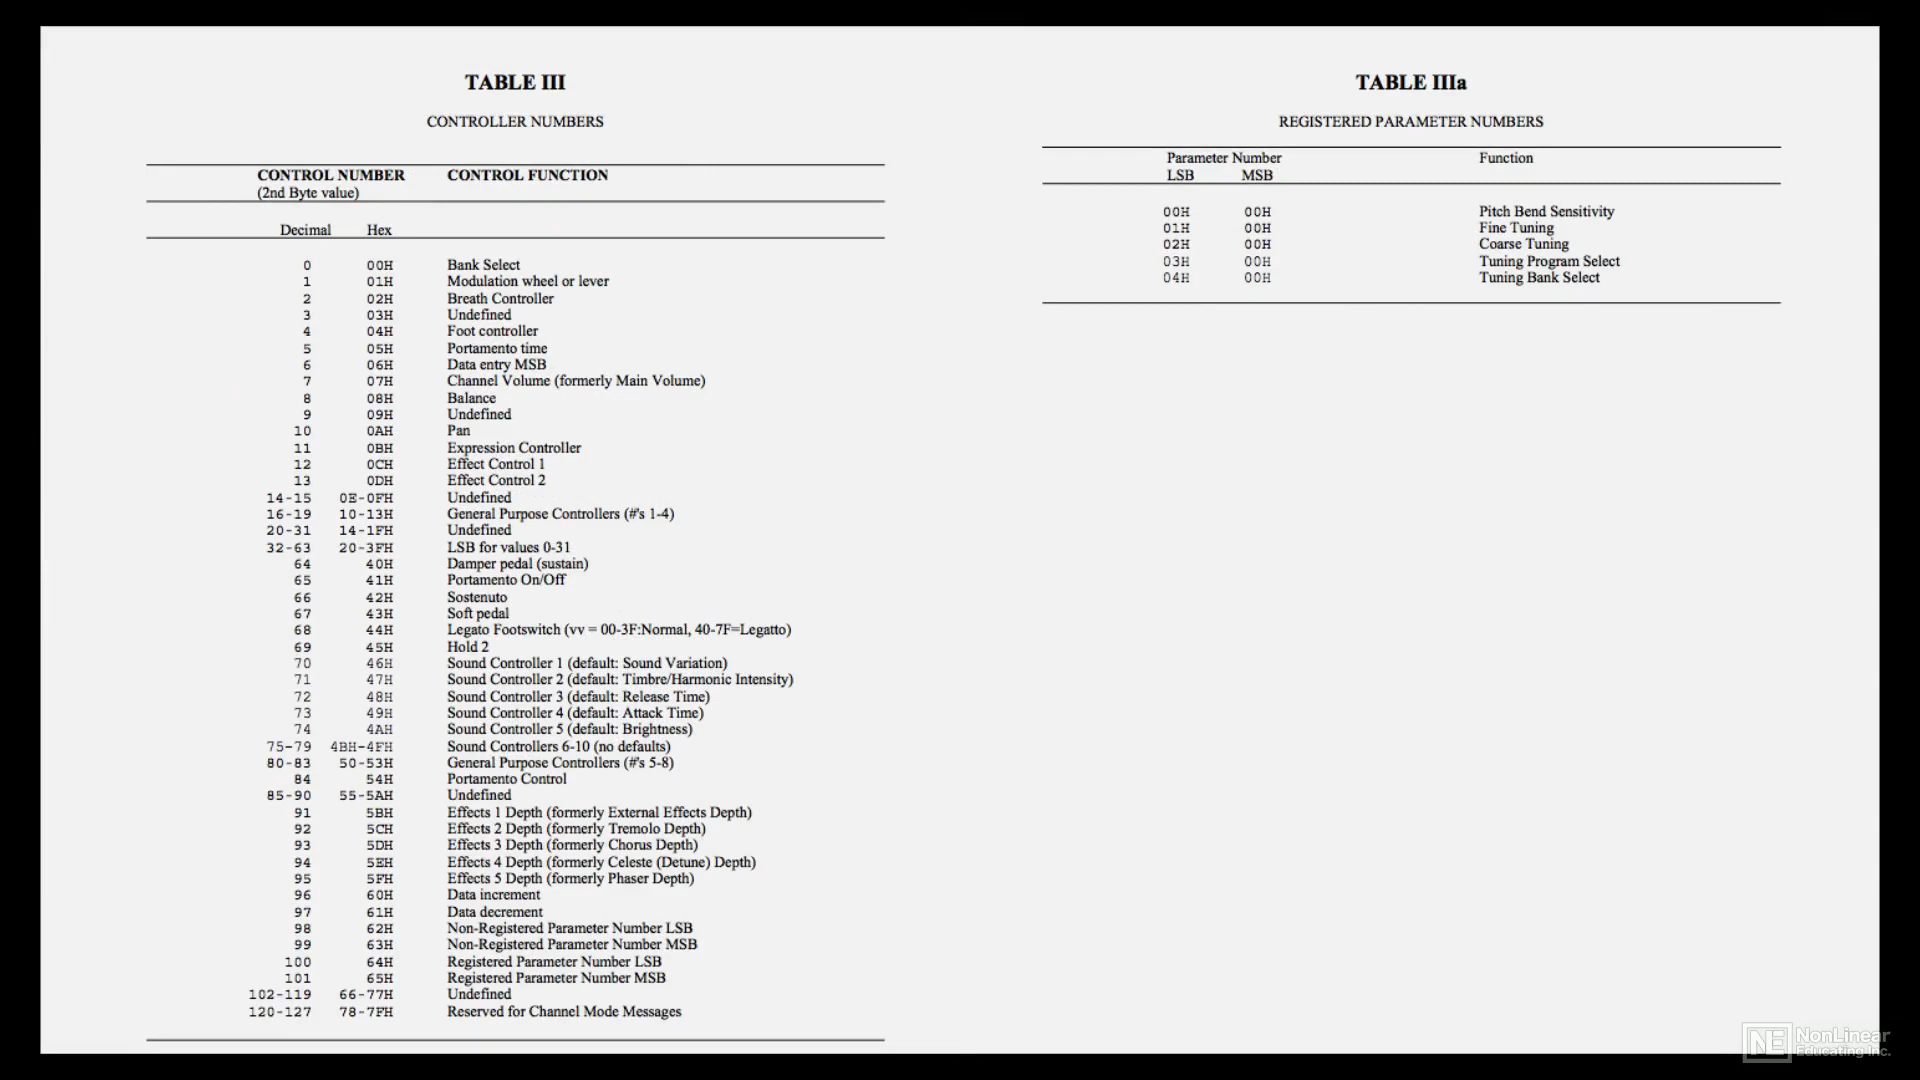 TABLE III
CONTROLLER NUMBERS
CONTROL NUMBER CONTROL FUNCTION
(2nd Byte value)
Decimal Hex
0 00H Bank Select
1 01H Modulation wheel or lever
2 02H Breath Controller
3 03H Undefined
4 04H Foot controller
5 05H Portamento time
6 06H Data entry MSB
7 07H Channel Volume (formerly Main Volume)
8 08H Balance
9 09H Undefined
10 0AH Pan
11 0BH Expression Controller
12 0CH Effect Control 1
13 0DH Effect Control 2
14-15 0E-0FH Undefined
16-19 10-13H General Purpose Controllers (#'s 1-4)
20-31 14-1FH Undefined
32-63 20-3FH LSB for values 0-31
64 40H Damper pedal (sustain)
65 41H Portamento On/Off
66 42H Sostenuto
67 43H Soft pedal
68 44H Legato Footswitch (vv = 00-3F:Normal, 40-7F=Legatto)
69 45H Hold 2
70 46H Sound Controller 1 (default: Sound Variation)
71 47H Sound Controller 2 (default: Timbre/Harmonic Intensity)
72 48H Sound Controller 3 (default: Release Time)
73 49H Sound Controller 4 (default: Attack Time)
74 4AH Sound Controller 5 (default: Brightness)
75-79 4BH-4FH Sound Controllers 6-10 (no defaults)
80-83 50-53H General Purpose Controllers (#'s 5-8)
84 54H Portamento Control
85-90 55-5AH Undefined
91 5BH Effects 1 Depth (formerly External Effects Depth)
92 5CH Effects 2 Depth (formerly Tremolo Depth)
93 5DH Effects 3 Depth (formerly Chorus Depth)
94 5EH Effects 4 Depth (formerly Celeste (Detune) Depth)
95 5FH Effects 5 Depth (formerly Phaser Depth)
96 60H Data increment
97 61H Data decrement
98 62H Non-Registered Parameter Number LSB
99 63H Non-Registered Parameter Number MSB
100 64H Registered Parameter Number LSB
101 65H Registered Parameter Number MSB
102-119 66-77H Undefined
120-127 78-7FH Reserved for Channel Mode Messages
TABLE IIIa
REGISTERED PARAMETER NUMBERS
Parameter Number Function
LSB MSB
00H 00H Pitch Bend Sensitivity
01H 00H Fine Tuning
02H 00H Coarse Tuning
03H 00H Tuning Program Select
04H 00H Tuning Bank Select
NE NonLinear
Educating Inc.